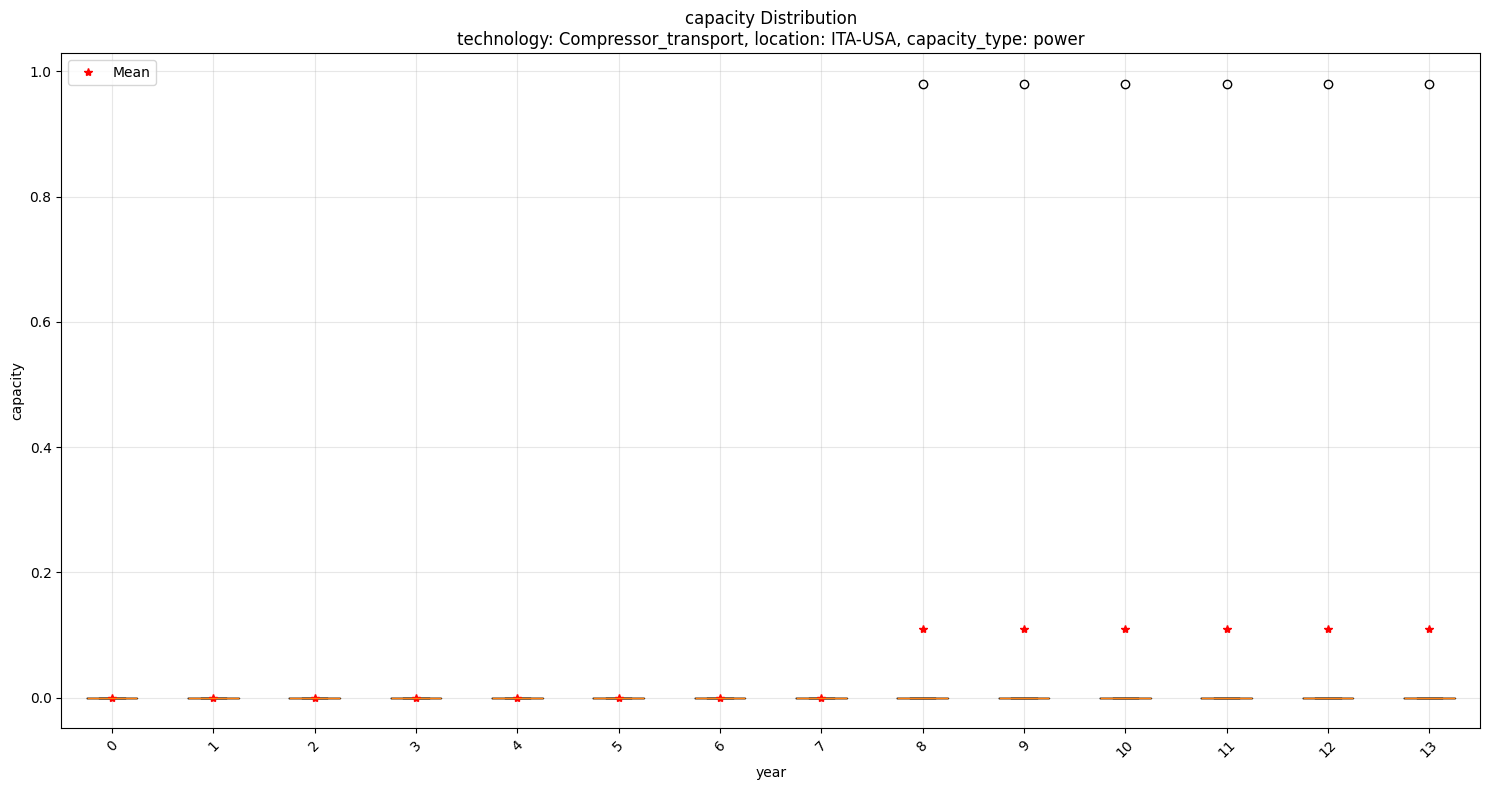 capacity Distribution
technology: Compressor_transport, location: ITA-USA, capacity_type: power
Mean
capacity
1.0
0.8
0.6
0.4
0.2
0.0
0 1 2 3 4 5 6 7 8 9 10 11 12 13
year